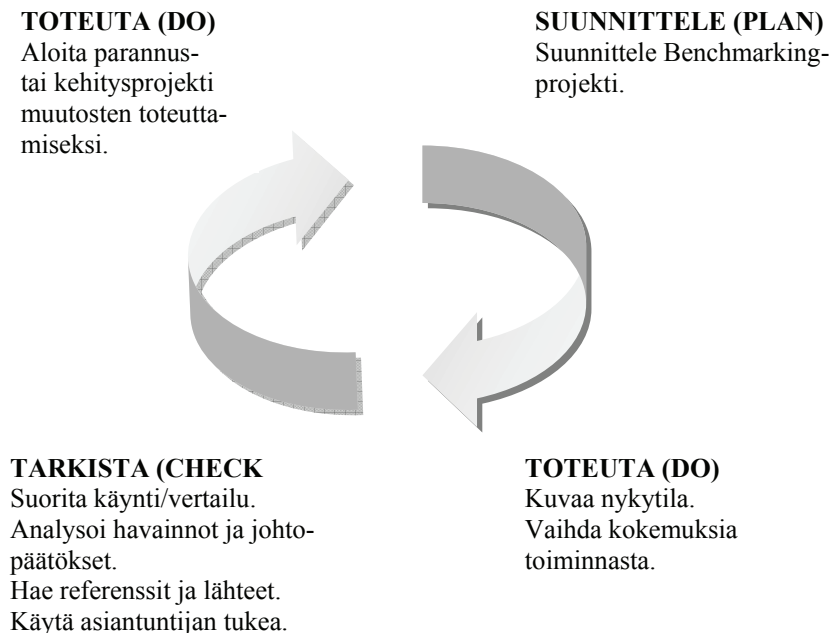 TOTEUTA (DO)
Aloita parannus-
tai kehitysprojekti
muutosten toteutta-
miseksi.
SUUNNITTELE (PLAN)
Suunnittele Benchmarking-
projekti.
TARKISTA (CHECK
Suorita käynti/vertailu.
Analysoi havainnot ja johto-
päätökset.
Hae referenssit ja lähteet.
Käytä asiantuntijan tukea.
TOTEUTA (DO)
Kuvaa nykytila.
Vaihda kokemuksia
toiminnasta.